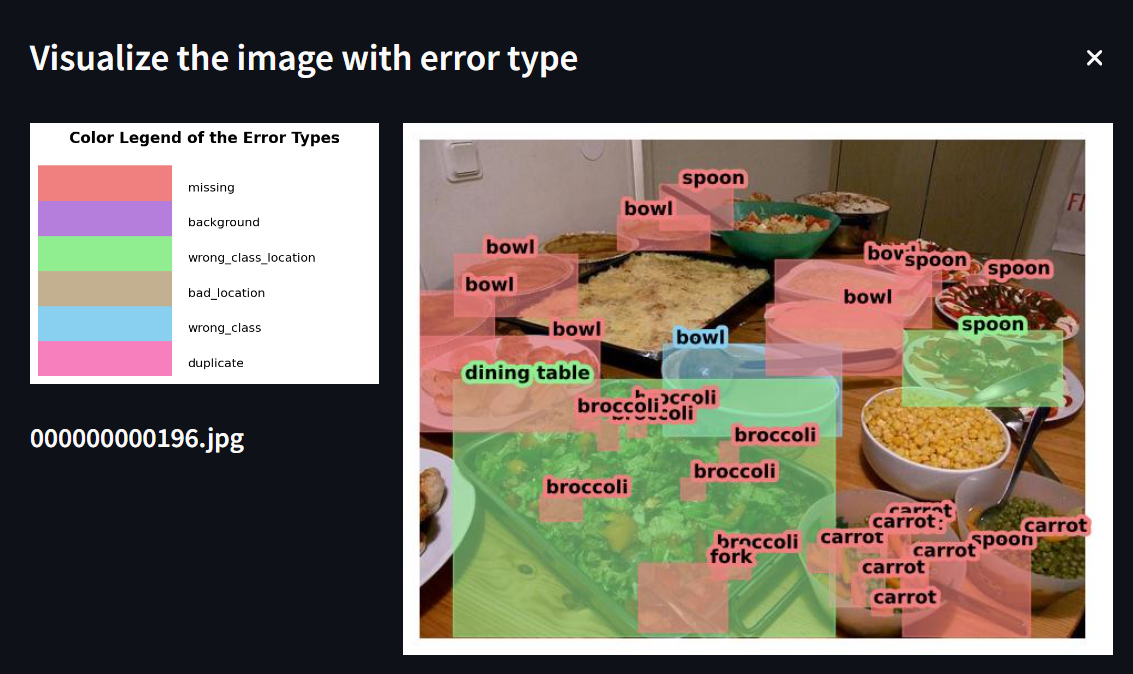 Visualize the image with error type
×
Color Legend of the Error Types
missing
background
wrong_class_location
bad_location
wrong_class
duplicate
000000000196.jpg
spoon
bowl
bowl
bowl
spoon
spoon
bowl
bowl
bowl
spoon
bowl
dining table
broccoli
broccoli
broccoli
broccoli
broccoli
broccoli
broccoli
fork
carrot
carrot
carrot
carrot
spoon
carrot
carrot
carrot